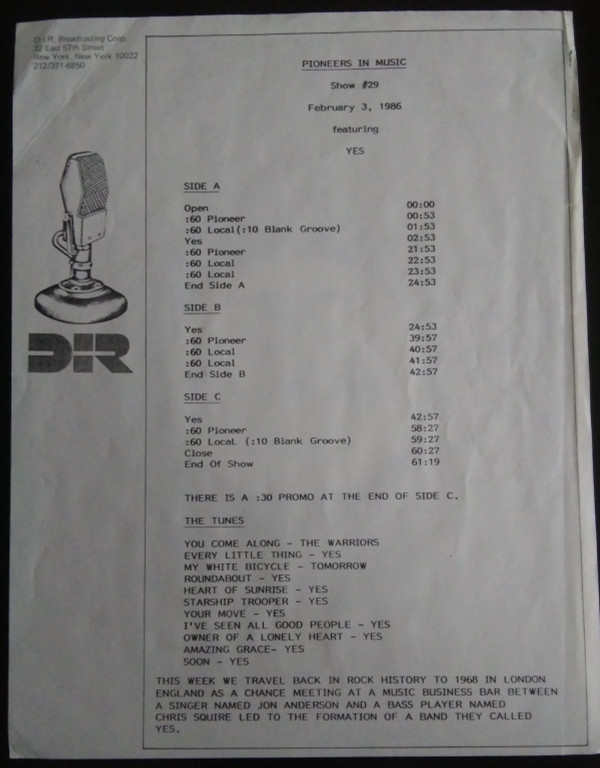 D.I.R. Broadcasting Corp.
32 East 57th Street
New York, New York 10022
212/371-6850
PIONEERS IN MUSIC
Show #29
February 3, 1986
featuring
YES
SIDE A
Open 00:00
:60 Pioneer 00:53
:60 Local(:10 Blank Groove) 01:53
Yes 02:53
:60 Pioneer 21:53
:60 Local 22:53
:60 Local 23:53
End Side A 24:53
SIDE B
Yes 24:53
:60 Pioneer 39:57
:60 Local 40:57
:60 Local 41:57
End Side B 42:57
SIDE C
Yes 42:57
:60 Pioneer 58:27
:60 Local (:10 Blank Groove) 59:27
Close 60:27
End Of Show 61:19
THERE IS A :30 PROMO AT THE END OF SIDE C.
THE TUNES
YOU COME ALONG - THE WARRIORS
EVERY LITTLE THING - YES
MY WHITE BICYCLE - TOMORROW
ROUNDABOUT - YES
HEART OF SUNRISE - YES
STARSHIP TROOPER - YES
YOUR MOVE - YES
I'VE SEEN ALL GOOD PEOPLE - YES
OWNER OF A LONELY HEART - YES
AMAZING GRACE- YES
SOON - YES
THIS WEEK WE TRAVEL BACK IN ROCK HISTORY TO 1968 IN LONDON
ENGLAND AS A CHANCE MEETING AT A MUSIC BUSINESS BAR BETWEEN
A SINGER NAMED JON ANDERSON AND A BASS PLAYER NAMED
CHRIS SQUIRE LED TO THE FORMATION OF A BAND THEY CALLED
YES.
DIR